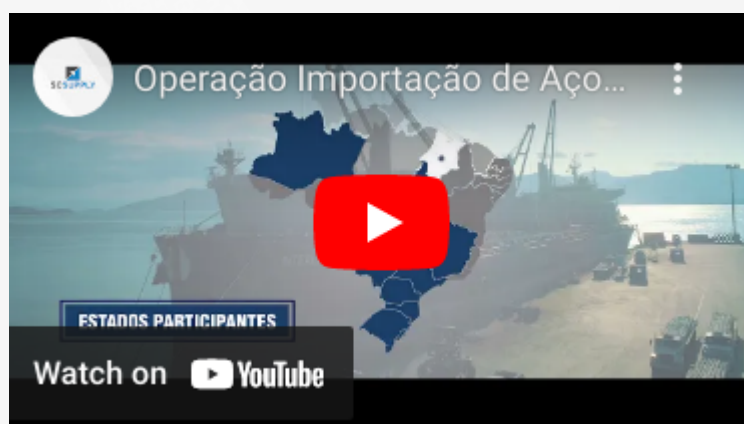 SCSUPPLY
Operação Importação de Aço...
ESTADOS PARTICIPANTES
Watch on YouTube